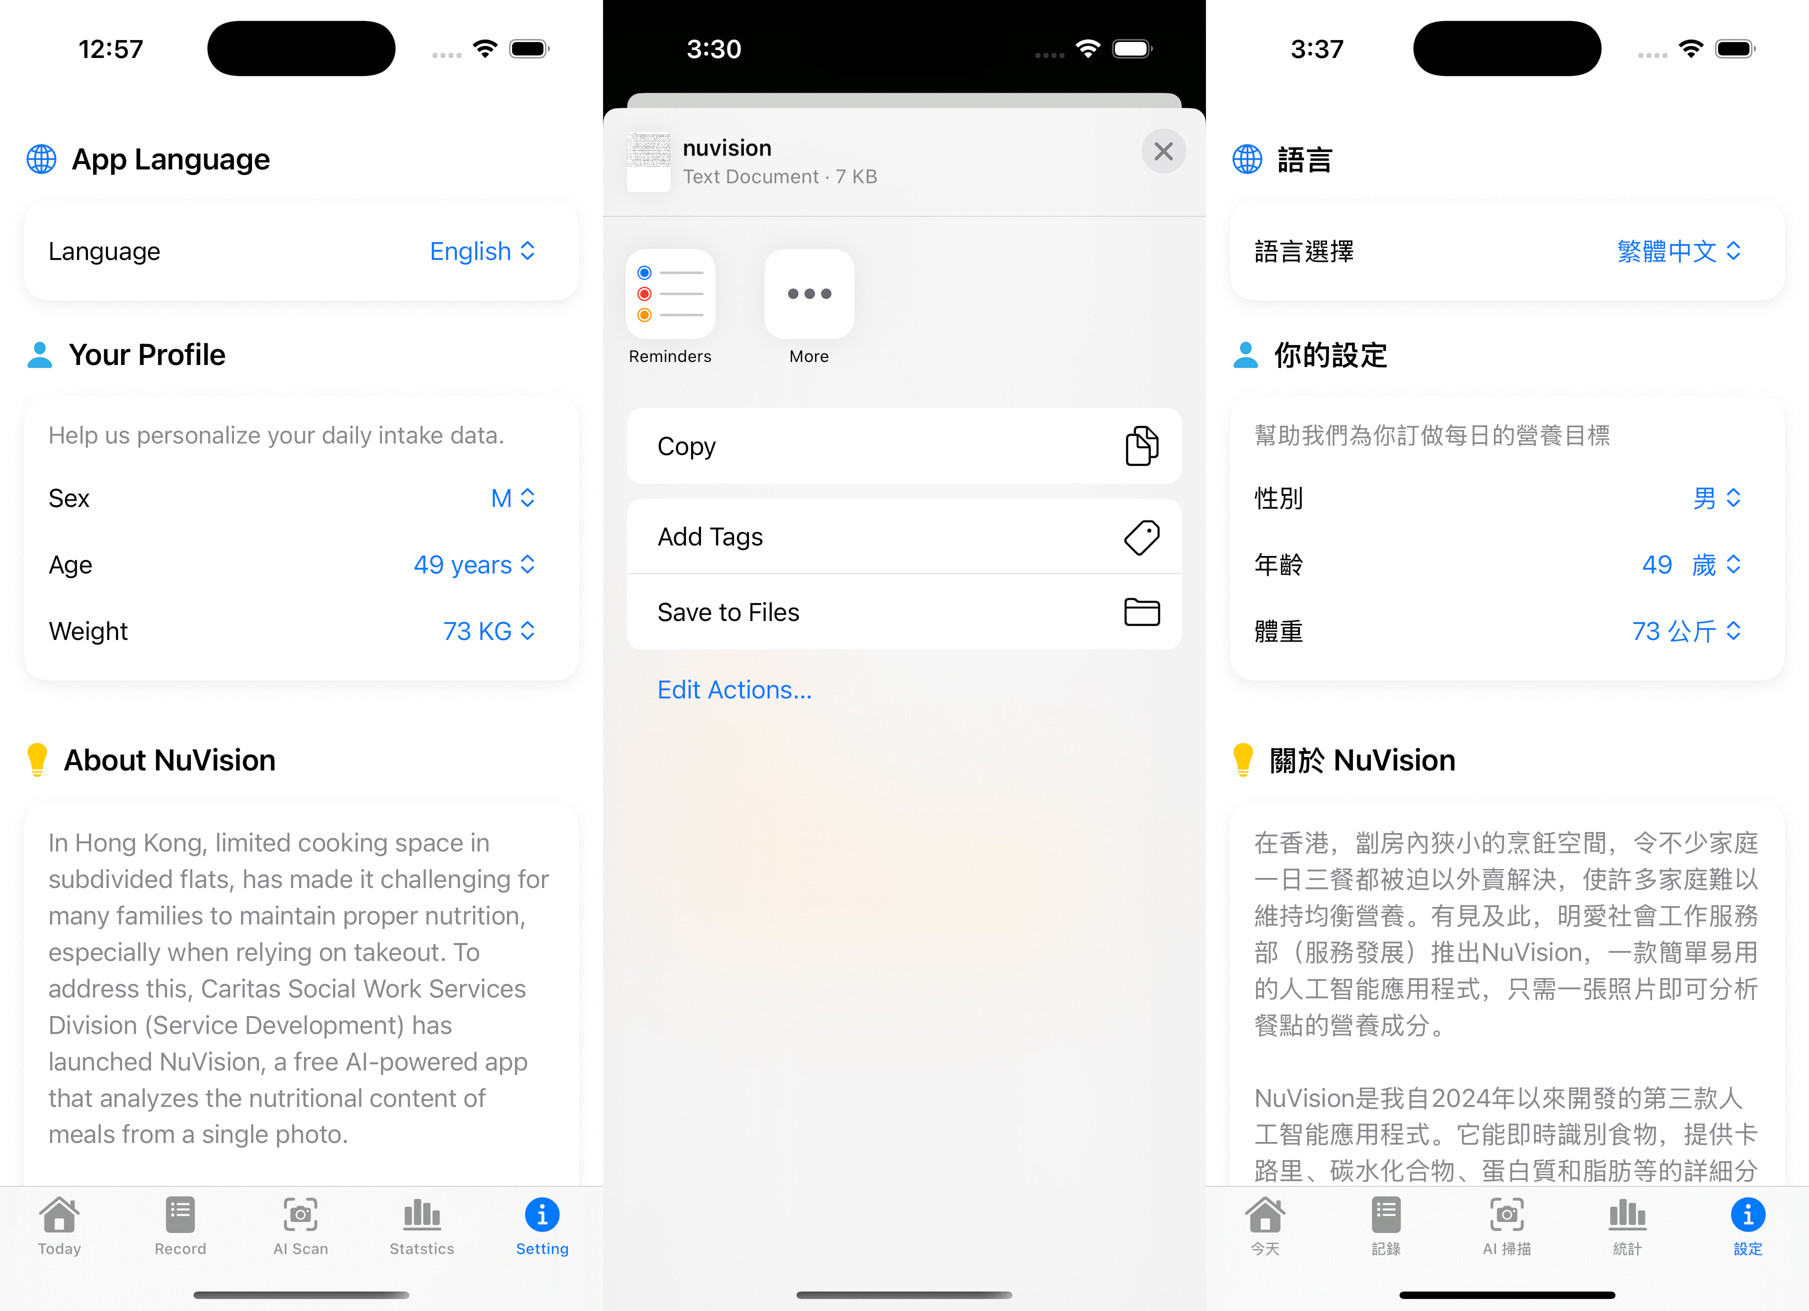 12:57
App Language
Language
English
Your Profile
Help us personalize your daily intake data.
Sex
M
Age
49 years
Weight
73 KG
About NuVision
In Hong Kong, limited cooking space in
subdivided flats, has made it challenging for
many families to maintain proper nutrition,
especially when relying on takeout. To
address this, Caritas Social Work Services
Division (Service Development) has
launched NuVision, a free AI-powered app
that analyzes the nutritional content of
meals from a single photo.
Today
Record
AI Scan
Statstics
Setting
3:30
nuvision
Text Document · 7 KB
Reminders
More
Copy
Add Tags
Save to Files
Edit Actions...
3:37
語言
語言選擇
繁體中文
你的設定
幫助我們為你訂做每日的營養目標
性別
男
年齡
49 歲
體重
73 公斤
關於 NuVision
在香港，劏房內狹小的烹飪空間，令不少家庭
一日三餐都被迫以外賣解決，使許多家庭難以
維持均衡營養。有見及此，明愛社會工作服務
部（服務發展）推出NuVision，一款簡單易用
的人工智能應用程式，只需一張照片即可分析
餐點的營養成分。
NuVision是我自2024年以來開發的第三款人
工智能應用程式。它能即時識別食物，提供卡
路里、碳水化合物、蛋白質和脂肪等的詳細分
今天
記錄
AI 掃描
統計
設定